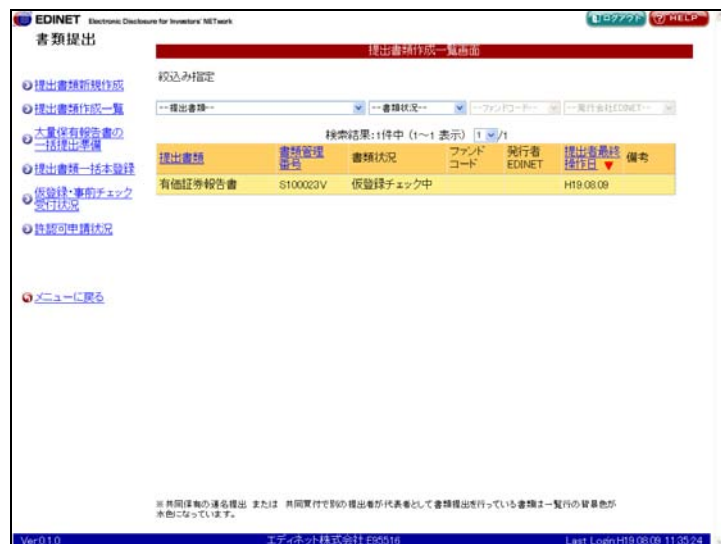 EDINET Electronic Disclosure for Investors' NETwork
ログアウト HELP
書類提出
提出書類作成一覧画面
提出書類新規作成
提出書類作成一覧
大量保有報告書の
一括提出準備
提出書類一括本登録
仮登録・事前チェック
受付状況
許認可申請状況
メニューに戻る
絞込み指定
--提出書類-- --書類状況-- --ファンドコード-- --発行会社EDINET--
検索結果:1件中 (1～1 表示) 1 /1
提出書類 書類管理番号 書類状況 ファンドコード 発行者EDINET 提出者最終操作日 ▼ 備考
有価証券報告書 S100023V 仮登録チェック中 H19.08.09
※共同保有の連名提出 または 共同買付で別の提出者が代表者として書類提出を行っている書類は一覧行の背景色が
水色になっています。
Ver.0.1.0 エディネット株式会社 E95516 Last Login:H19.08.09 11:35:24